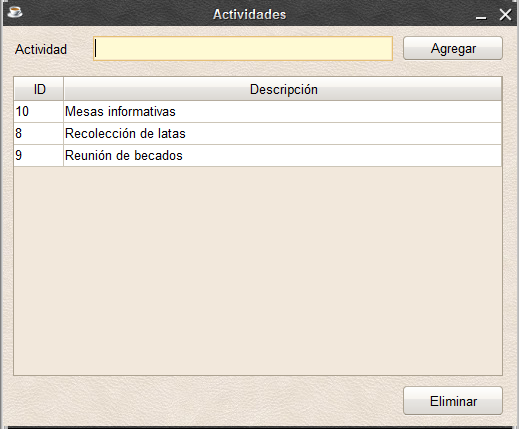 Actividades
Actividad Agregar
ID Descripción
10 Mesas informativas
8 Recolección de latas
9 Reunión de becados
Eliminar